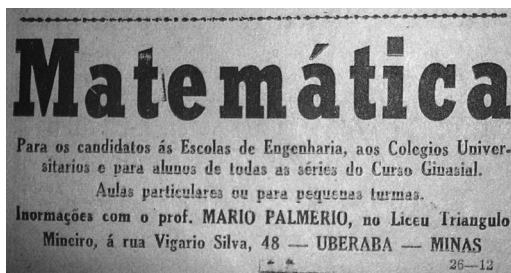 Matemática
Para os candidatos ás Escolas de Engenharia, aos Colegios Univer-
sitarios e para alunos de todas as séries do Curso Ginasial.
Aulas particulares ou para pequenas turmas.
Inormações com o prof. MARIO PALMERIO, no Liceu Triangulo
Mineiro, á rua Vigario Silva, 48 — UBERABA — MINAS
26—12